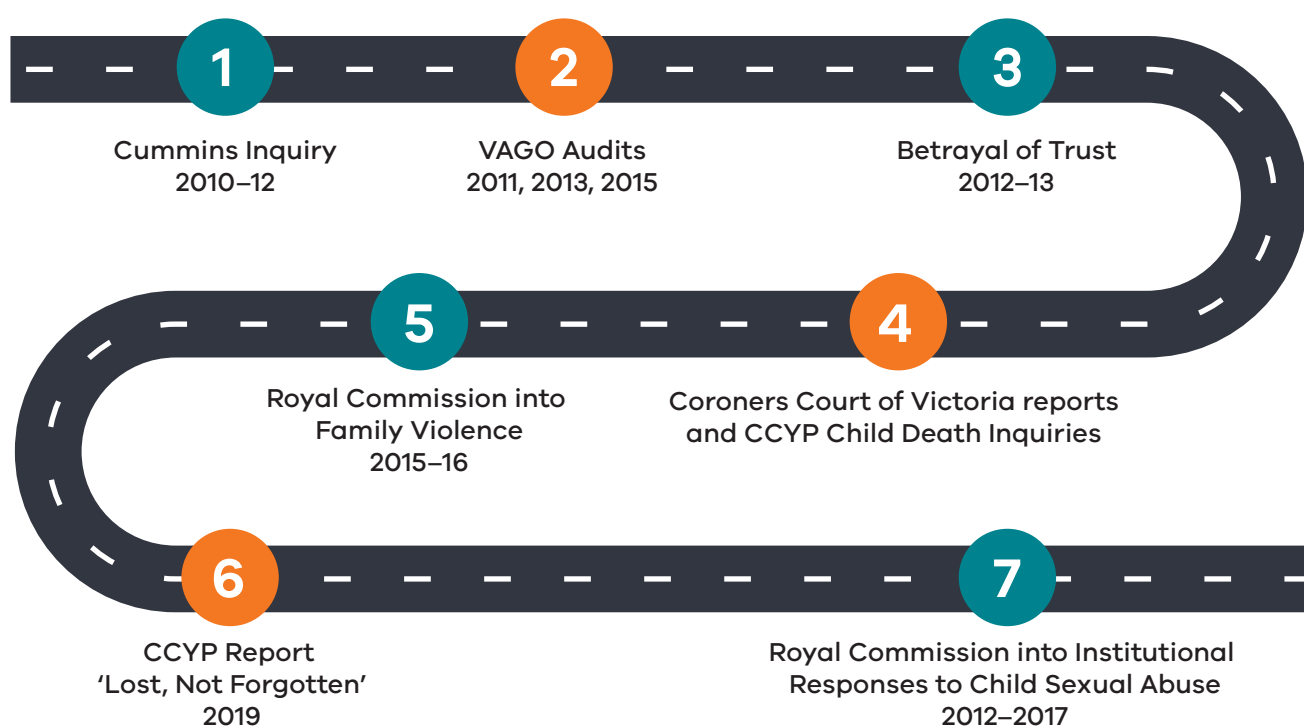 1
Cummins Inquiry
2010–12
2
VAGO Audits
2011, 2013, 2015
3
Betrayal of Trust
2012–13
4
Coroners Court of Victoria reports
and CCYP Child Death Inquiries
5
Royal Commission into
Family Violence
2015–16
6
CCYP Report
‘Lost, Not Forgotten’
2019
7
Royal Commission into Institutional
Responses to Child Sexual Abuse
2012–2017